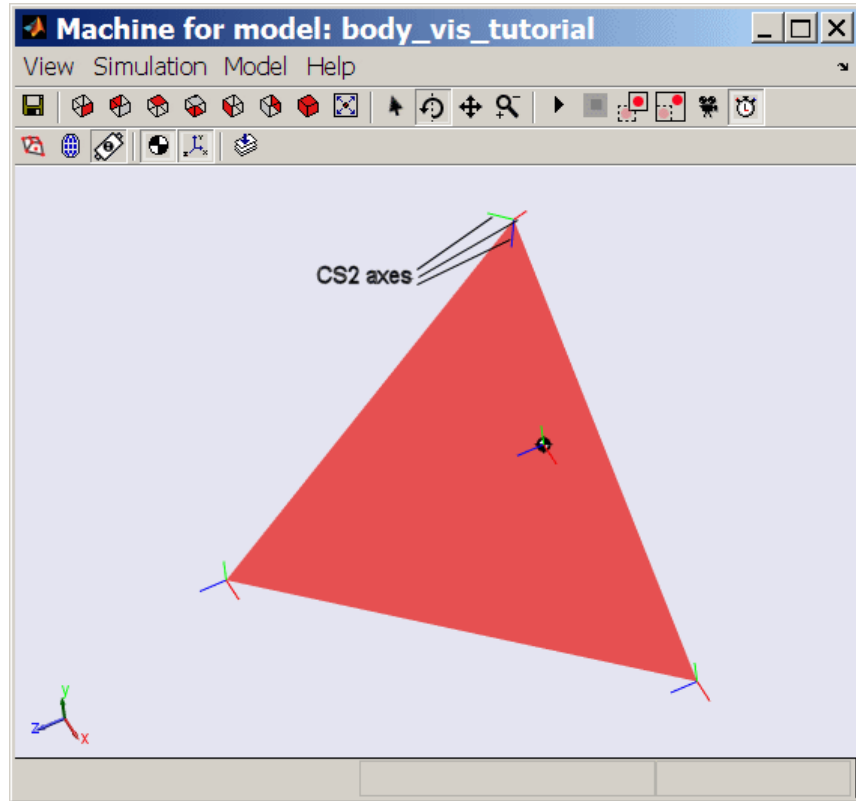 Machine for model: body_vis_tutorial
View Simulation Model Help
CS2 axes
y
z
x